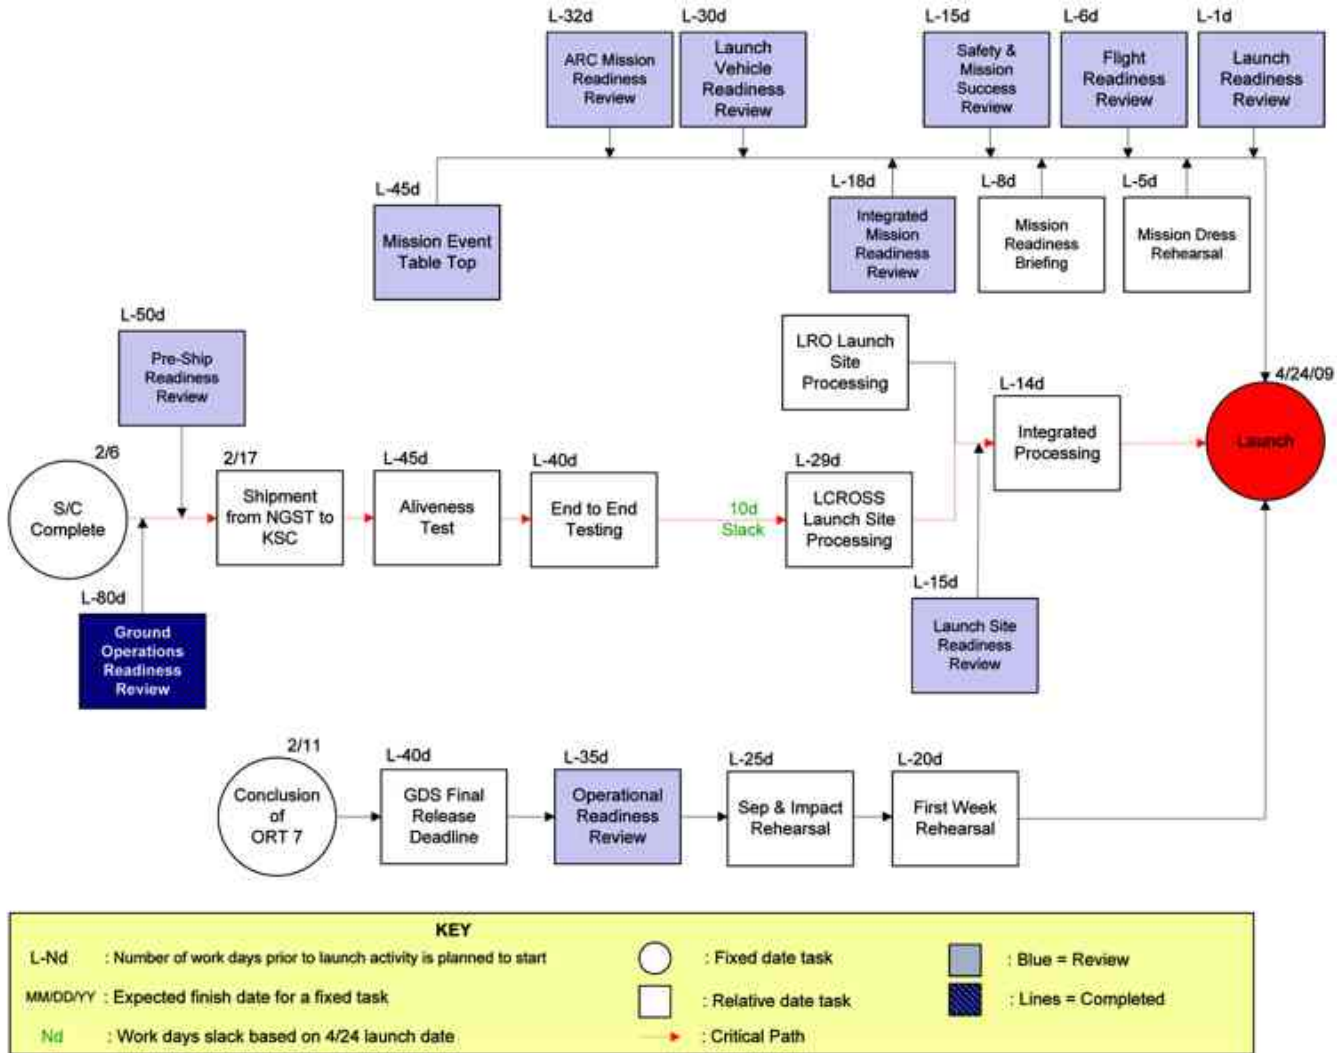 L-32d
L-30d
L-15d
L-6d
L-1d
ARC Mission
Readiness
Review
Launch
Vehicle
Readiness
Review
Safety &
Mission
Success
Review
Flight
Readiness
Review
Launch
Readiness
Review
L-45d
Mission Event
Table Top
L-18d
Integrated
Mission
Readiness
Review
L-8d
Mission
Readiness
Briefing
L-5d
Mission Dress
Rehearsal
L-50d
Pre-Ship
Readiness
Review
LRO Launch
Site
Processing
L-14d
Integrated
Processing
4/24/09
Launch
2/6
S/C
Complete
2/17
Shipment
from NGST to
KSC
L-45d
Aliveness
Test
L-40d
End to End
Testing
10d
Slack
L-29d
LCROSS
Launch Site
Processing
L-80d
Ground
Operations
Readiness
Review
L-15d
Launch Site
Readiness
Review
2/11
Conclusion
of
ORT 7
L-40d
GDS Final
Release
Deadline
L-35d
Operational
Readiness
Review
L-25d
Sep & Impact
Rehearsal
L-20d
First Week
Rehearsal
KEY
L-Nd : Number of work days prior to launch activity is planned to start
MM/DD/YY : Expected finish date for a fixed task
Nd : Work days slack based on 4/24 launch date
: Fixed date task
: Relative date task
: Critical Path
: Blue = Review
: Lines = Completed